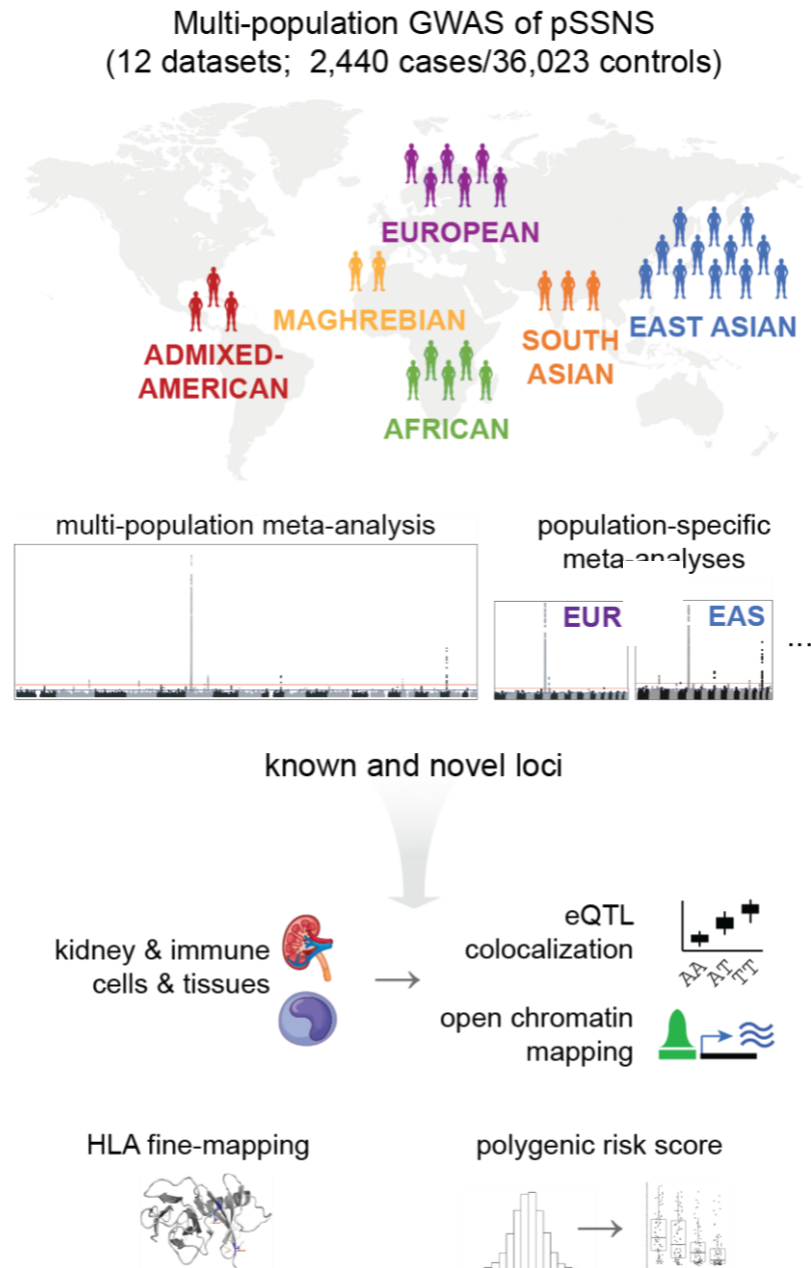 Multi-population GWAS of pSSNS
(12 datasets;  2,440 cases/36,023 controls)
EUROPEAN
MAGHREBIAN
EAST ASIAN
SOUTH
ASIAN
ADMIXED-
AMERICAN
AFRICAN
multi-population meta-analysis
population-specific
meta-analyses
EUR
EAS
...
known and novel loci
kidney & immune
cells & tissues
eQTL
colocalization
AA AT TT
open chromatin
mapping
HLA fine-mapping
polygenic risk score